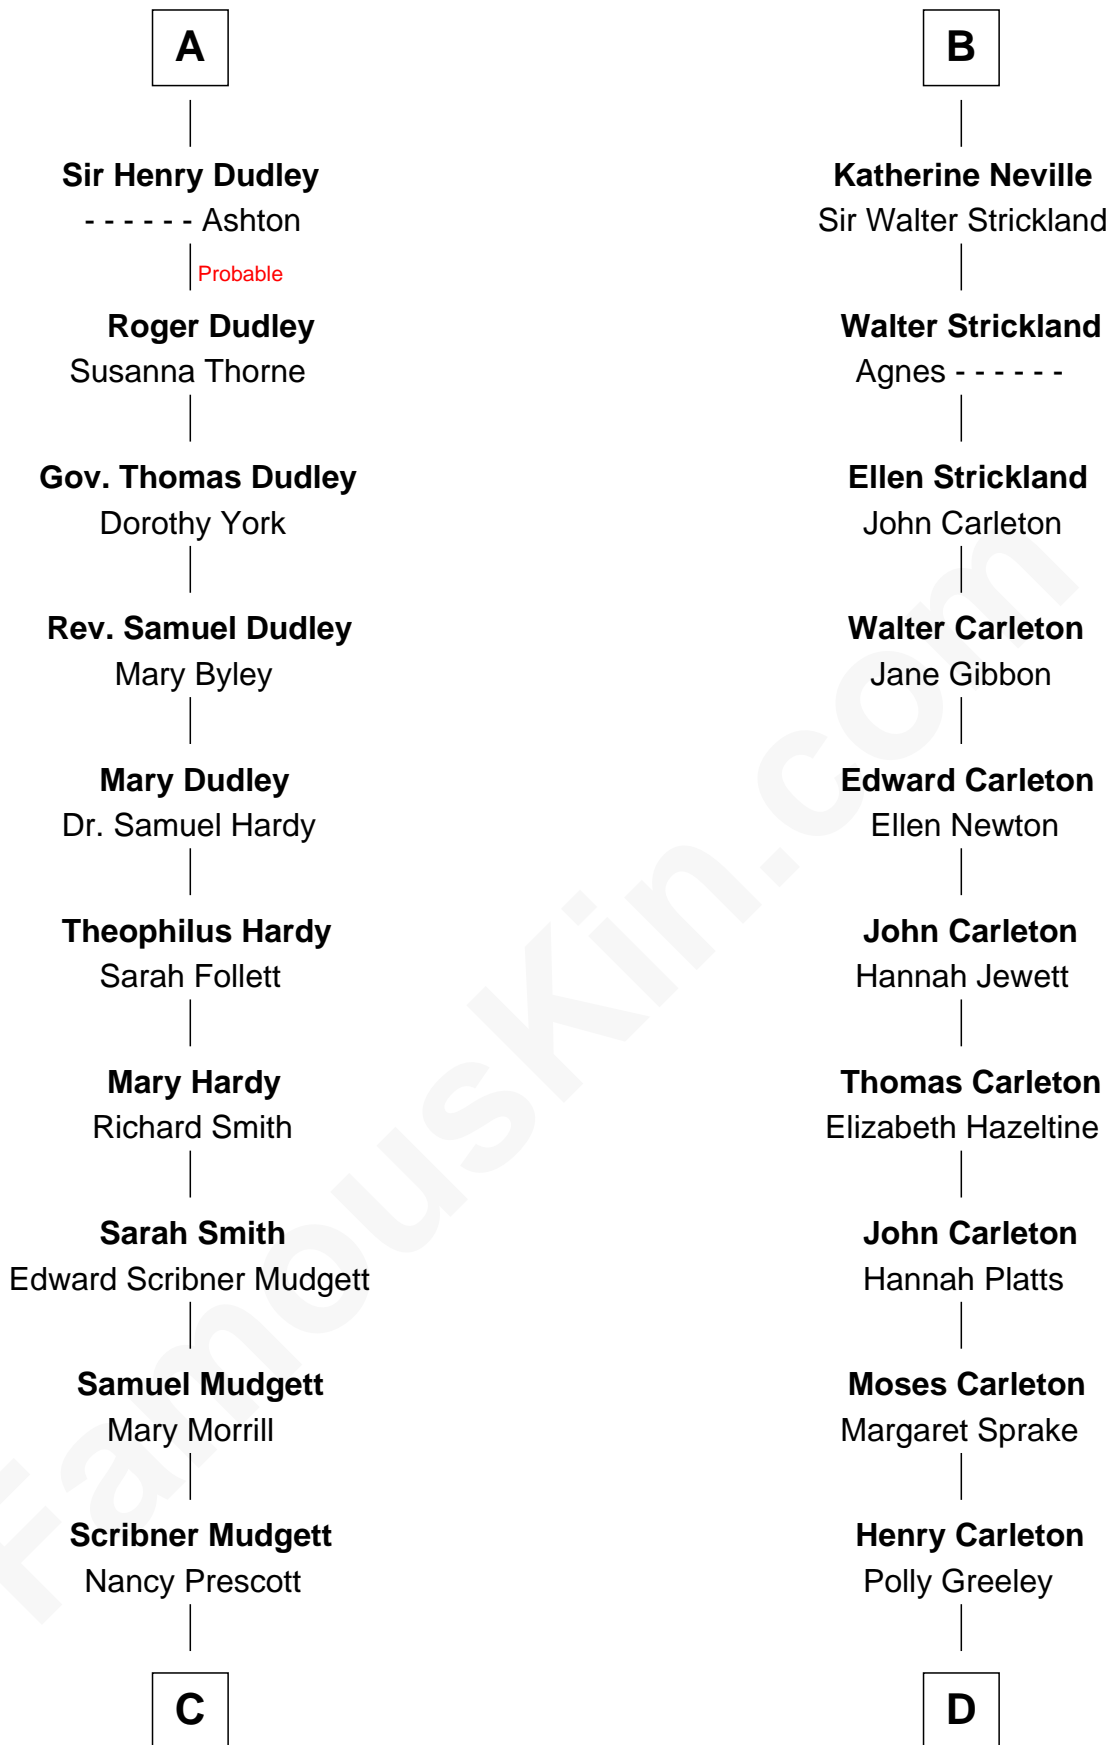 A
Sir Henry Dudley
- - - - - - Ashton
Probable
Roger Dudley
Susanna Thorne
Gov. Thomas Dudley
Dorothy York
Rev. Samuel Dudley
Mary Byley
Mary Dudley
Dr. Samuel Hardy
Theophilus Hardy
Sarah Follett
Mary Hardy
Richard Smith
Sarah Smith
Edward Scribner Mudgett
Samuel Mudgett
Mary Morrill
Scribner Mudgett
Nancy Prescott
C
B
Katherine Neville
Sir Walter Strickland
Walter Strickland
Agnes - - - - - -
Ellen Strickland
John Carleton
Walter Carleton
Jane Gibbon
Edward Carleton
Ellen Newton
John Carleton
Hannah Jewett
Thomas Carleton
Elizabeth Hazeltine
John Carleton
Hannah Platts
Moses Carleton
Margaret Sprake
Henry Carleton
Polly Greeley
D
FamousKin.com